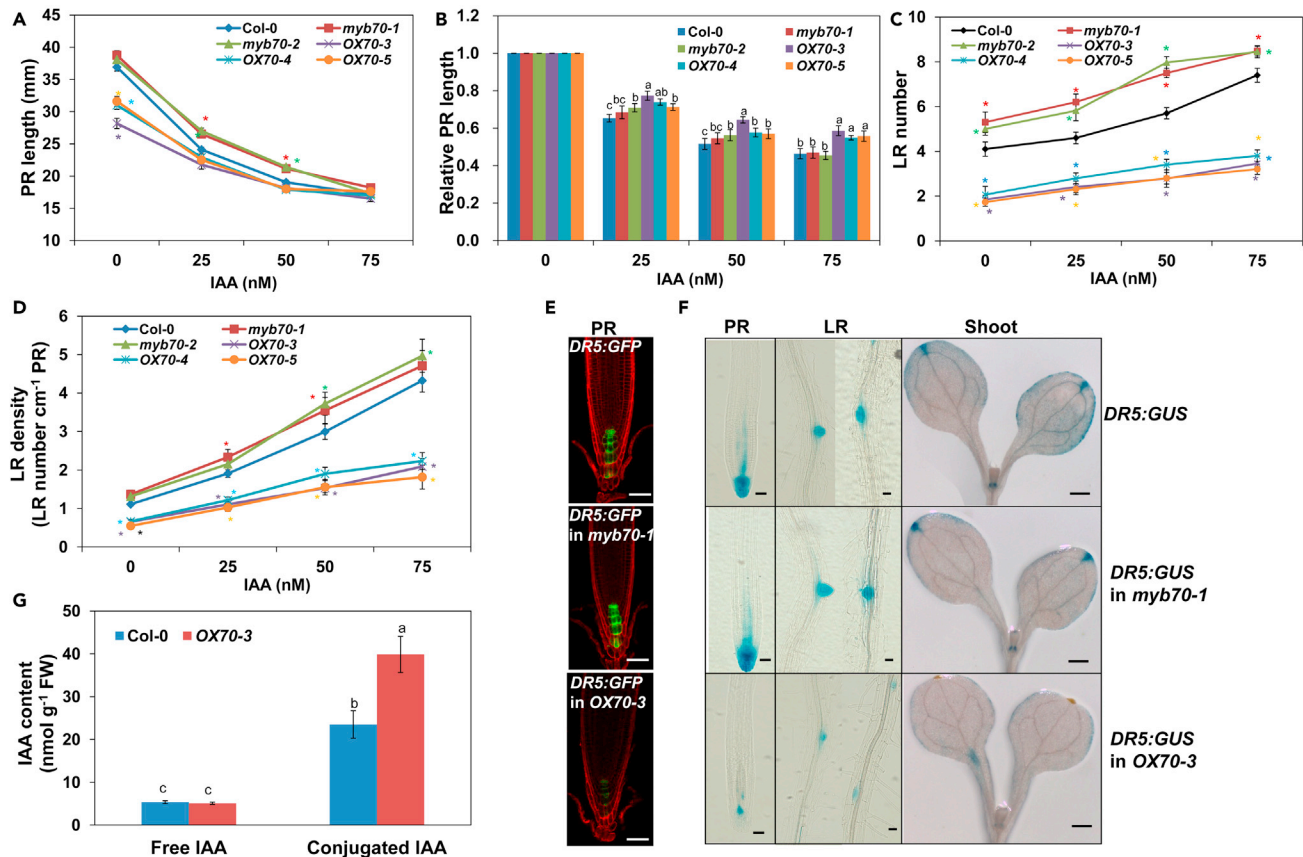 A
Col-0 myb70-1
myb70-2 OX70-3
OX70-4 OX70-5
PR length (mm)
40
35
30
25
20
15
10
* * * * * * *
0 25 50 75
IAA (nM)
B
Col-0 myb70-1
myb70-2 OX70-3
OX70-4 OX70-5
Relative PR length
1.2
1.0
0.8
0.6
0.4
0.2
0.0
c bc b a ab b
c b b a b b
b b b a a a
0 25 50 75
IAA (nM)
C
Col-0 myb70-1
myb70-2 OX70-3
OX70-4 OX70-5
LR number
10
8
6
4
2
0
* * * * * * * * * * * * * * * * * * * *
0 25 50 75
IAA (nM)
D
Col-0 myb70-1
myb70-2 OX70-3
OX70-4 OX70-5
LR density
(LR number cm-1 PR)
6
5
4
3
2
1
0
* * * * * * * * * * * * * * * *
0 25 50 75
IAA (nM)
E
PR
DR5:GFP
DR5:GFP
in myb70-1
DR5:GFP
in OX70-3
F
PR LR Shoot
DR5:GUS
DR5:GUS
in myb70-1
DR5:GUS
in OX70-3
G
Col-0 OX70-3
IAA content
(nmol g-1 FW)
50
40
30
20
10
0
c c b a
Free IAA Conjugated IAA